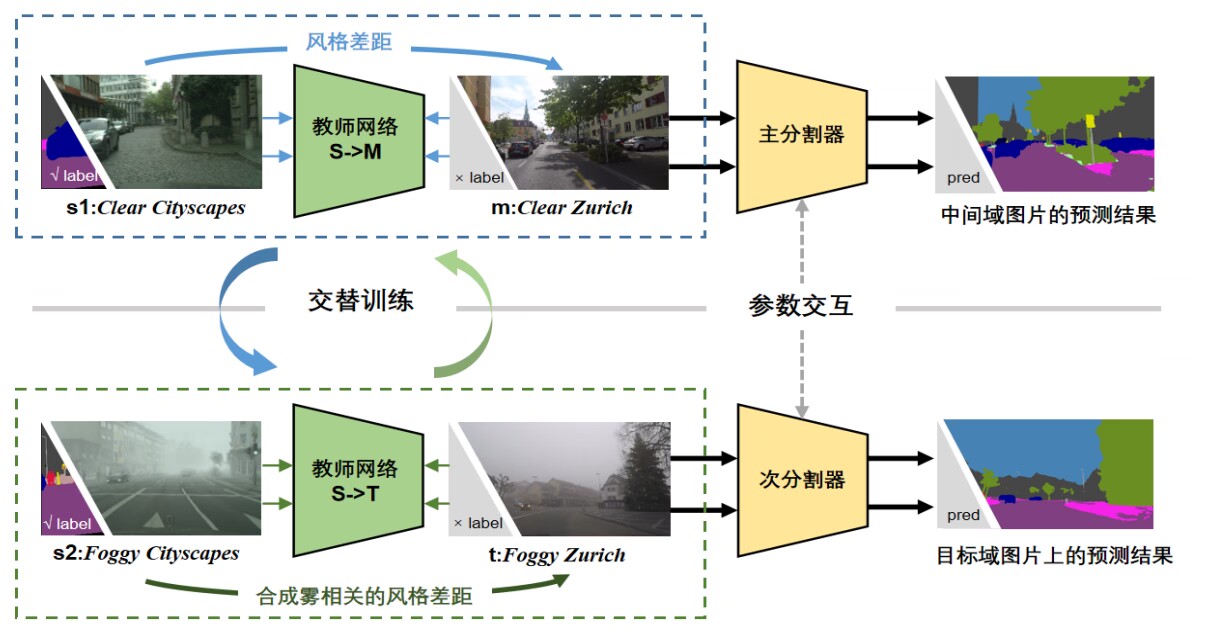 风格差距
教师网络
S->M
√ label
× label
s1:Clear Cityscapes
m:Clear Zurich
主分割器
pred
中间域图片的预测结果
交替训练
参数交互
教师网络
S->T
√ label
× label
s2:Foggy Cityscapes
t:Foggy Zurich
合成雾相关的风格差距
次分割器
pred
目标域图片上的预测结果